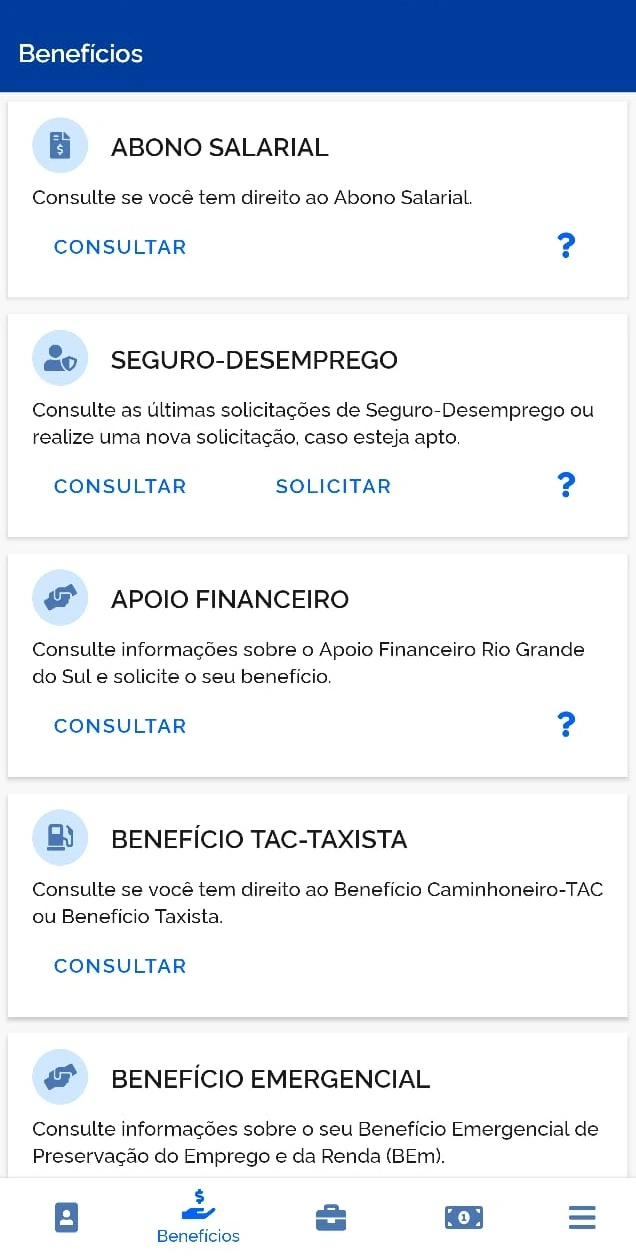 Benefícios
ABONO SALARIAL
Consulte se você tem direito ao Abono Salarial.
CONSULTAR ?
SEGURO-DESEMPREGO
Consulte as últimas solicitações de Seguro-Desemprego ou
realize uma nova solicitação, caso esteja apto.
CONSULTAR SOLICITAR ?
APOIO FINANCEIRO
Consulte informações sobre o Apoio Financeiro Rio Grande
do Sul e solicite o seu benefício.
CONSULTAR ?
BENEFÍCIO TAC-TAXISTA
Consulte se você tem direito ao Benefício Caminhoneiro-TAC
ou Benefício Taxista.
CONSULTAR
BENEFÍCIO EMERGENCIAL
Consulte informações sobre o seu Benefício Emergencial de
Preservação do Emprego e da Renda (BEm).
Benefícios